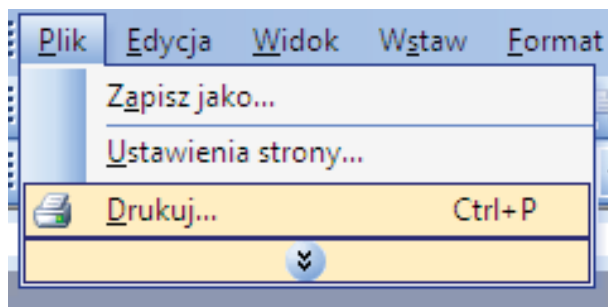 Plik Edycja Widok Wstaw Format
Zapisz jako...
Ustawienia strony...
Drukuj... Ctrl+P